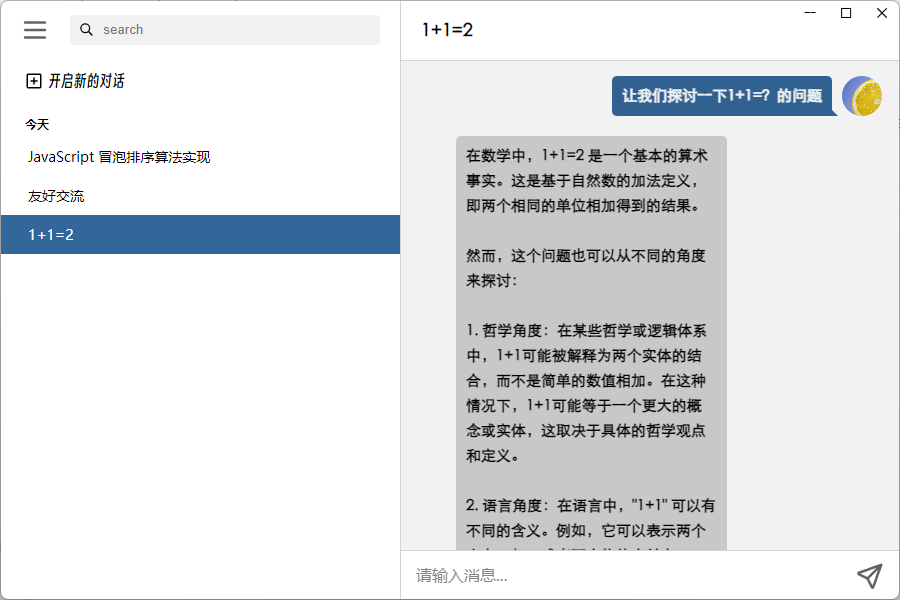 search
开启新的对话
今天
JavaScript 冒泡排序算法实现
友好交流
1+1=2
1+1=2
让我们探讨一下1+1=? 的问题
在数学中，1+1=2 是一个基本的算术
事实。这是基于自然数的加法定义，
即两个相同的单位相加得到的结果。
然而，这个问题也可以从不同的角度
来探讨：
1. 哲学角度：在某些哲学或逻辑体系
中，1+1可能被解释为两个实体的结
合，而不是简单的数值相加。在这种
情况下，1+1可能等于一个更大的概
念或实体，这取决于具体的哲学观点
和定义。
2. 语言角度：在语言中，"1+1" 可以有
不同的含义。例如，它可以表示两个
请输入消息...